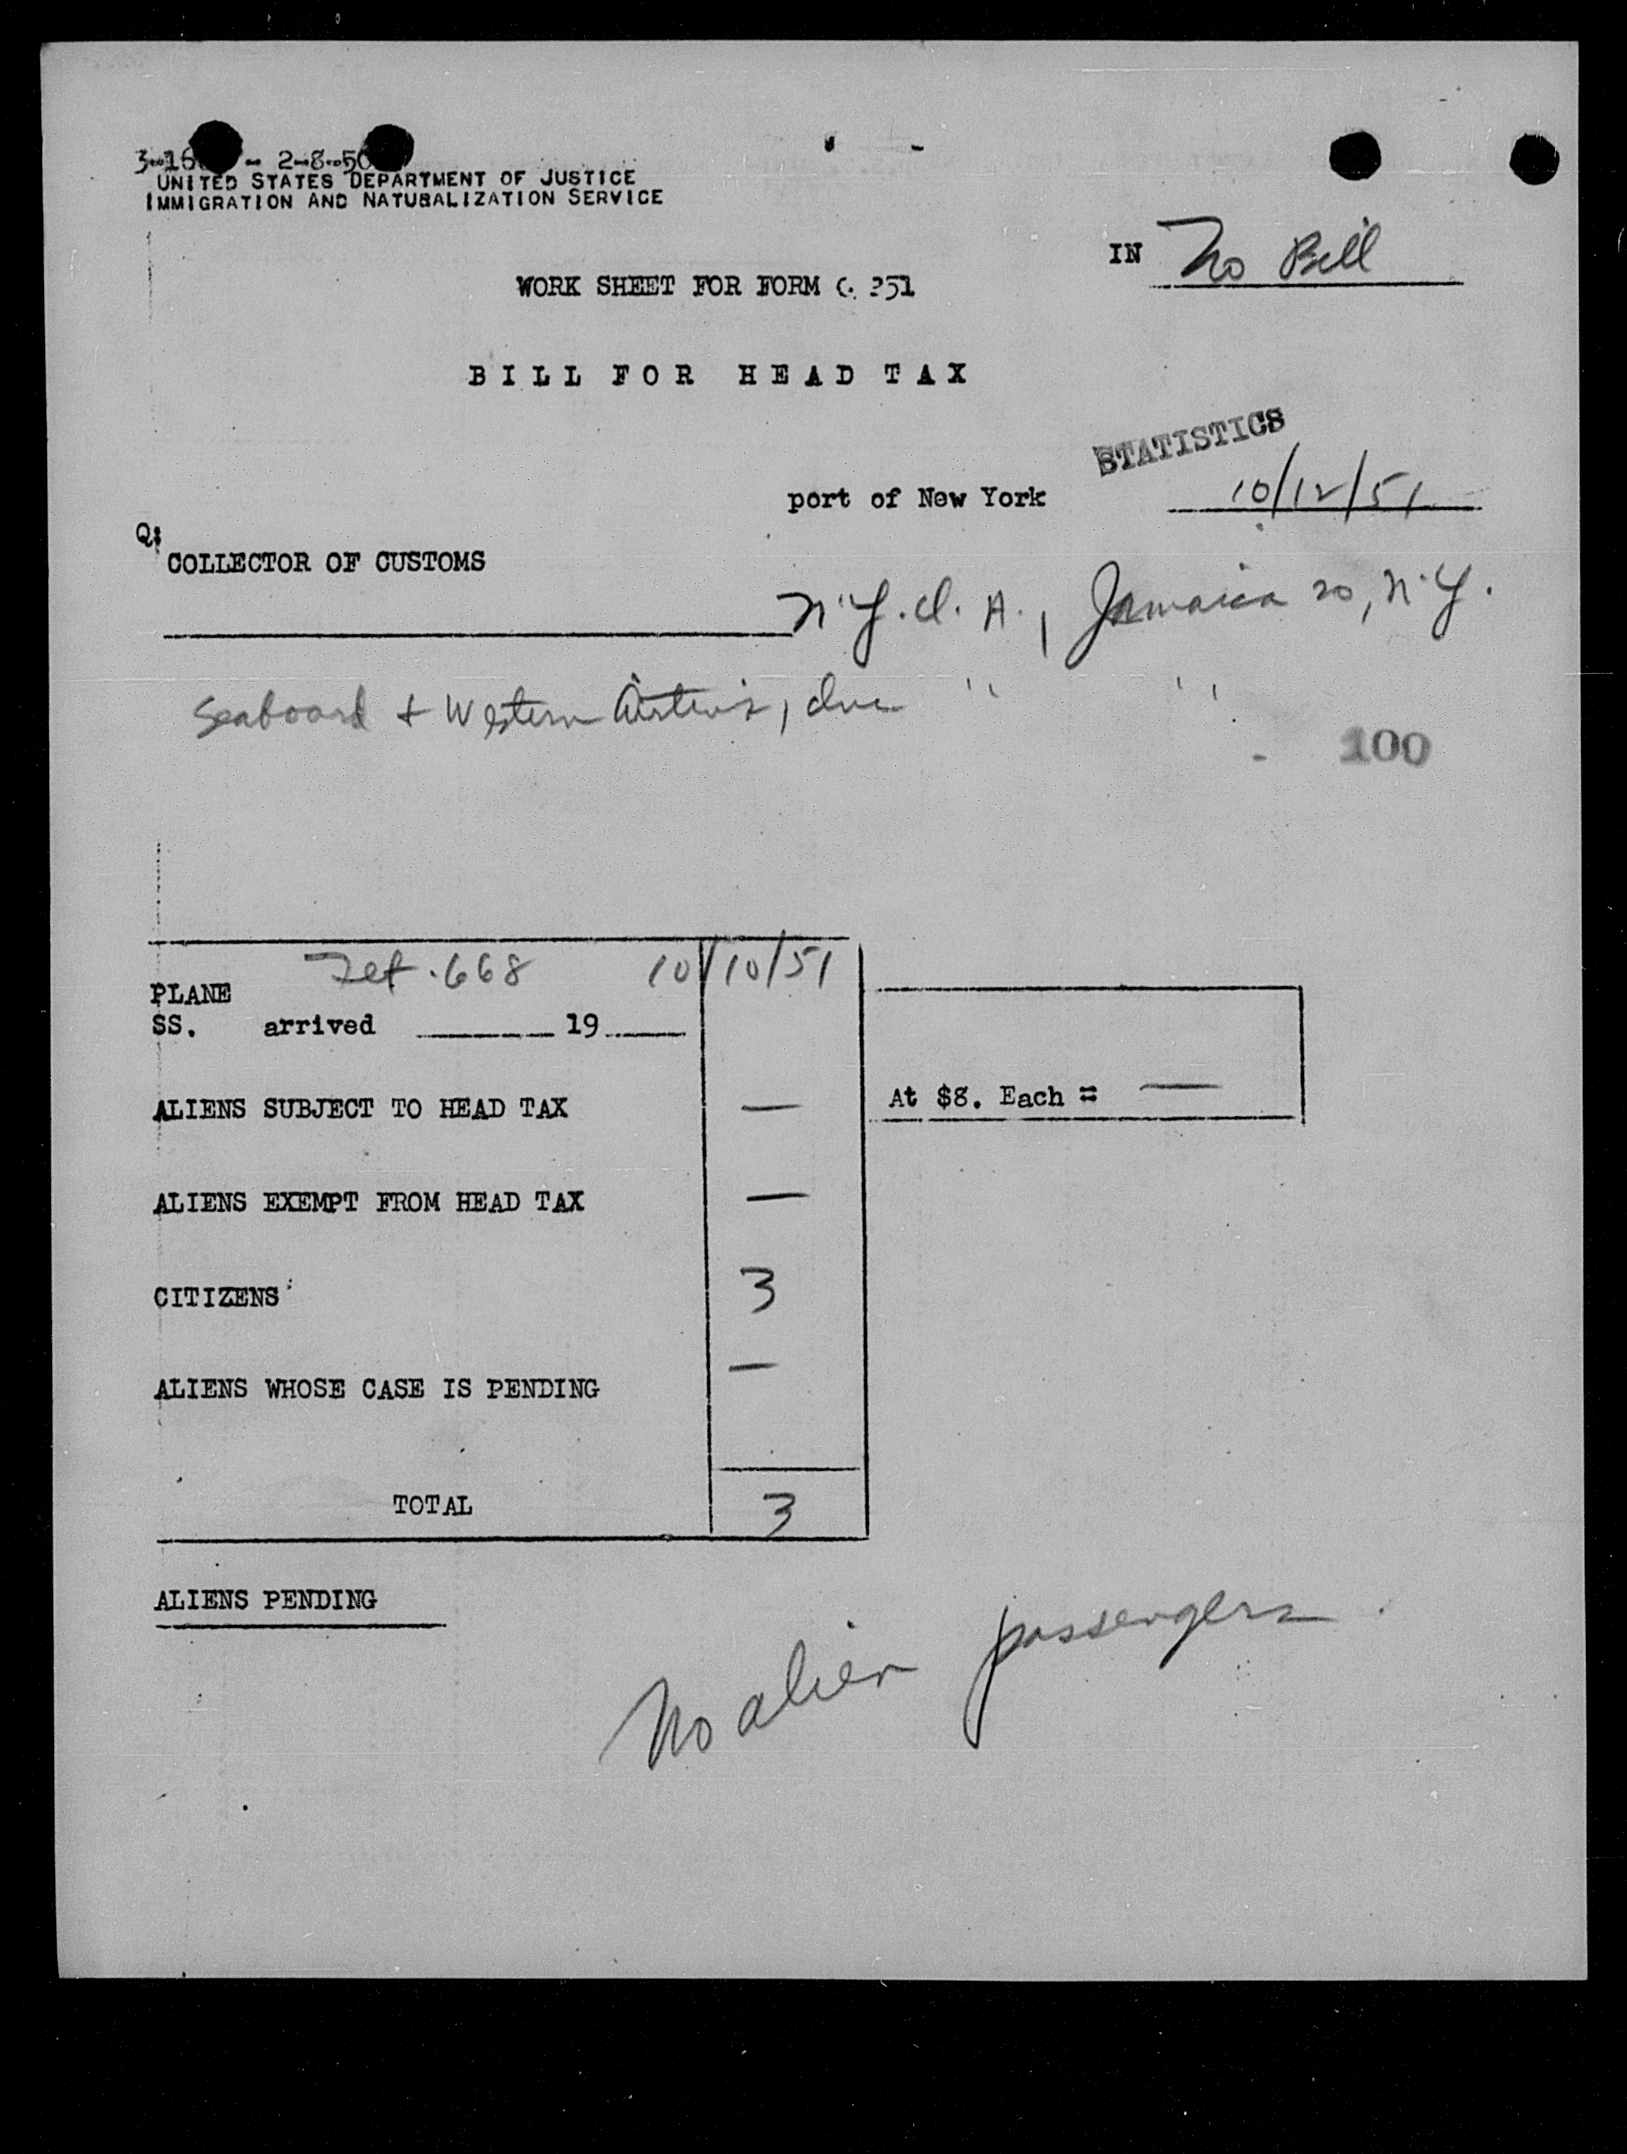 - 2-8-50
UNITED STATES DEPARTMENT OF JUSTICE
IMMIGRATION AND NATURALIZATION SERVICE
IN No Bill
WORK SHEET FOR FORM
BILL FOR HEAD TAX
STATISTICS
port of New York 10/12/51
COLLECTOR OF CUSTOMS
N.Y.I.A., Jamaica 20, N.Y.
Seaboard & Western Airlines, Inc " "
100
668 10/10/51
PLANE
SS. arrived 19
ALIENS SUBJECT TO HEAD TAX — At $8. Each = —
ALIENS EXEMPT FROM HEAD TAX —
CITIZENS 3
ALIENS WHOSE CASE IS PENDING —
TOTAL 3
ALIENS PENDING
No alien passengers.